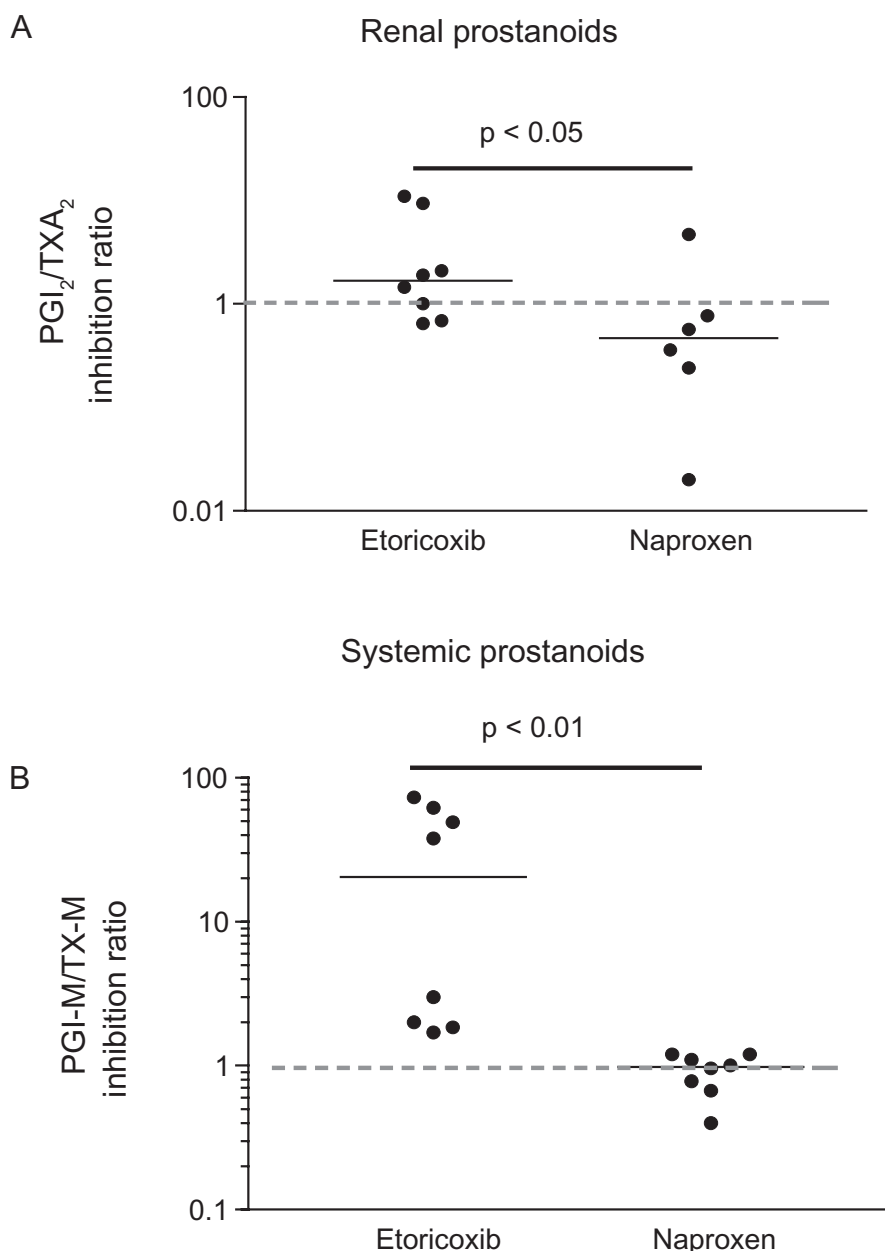 A
Renal prostanoids
100
p < 0.05
PGI₂/TXA₂
inhibition ratio
1
0.01
Etoricoxib
Naproxen
Systemic prostanoids
p < 0.01
B
100
PGI-M/TX-M
inhibition ratio
10
1
0.1
Etoricoxib
Naproxen